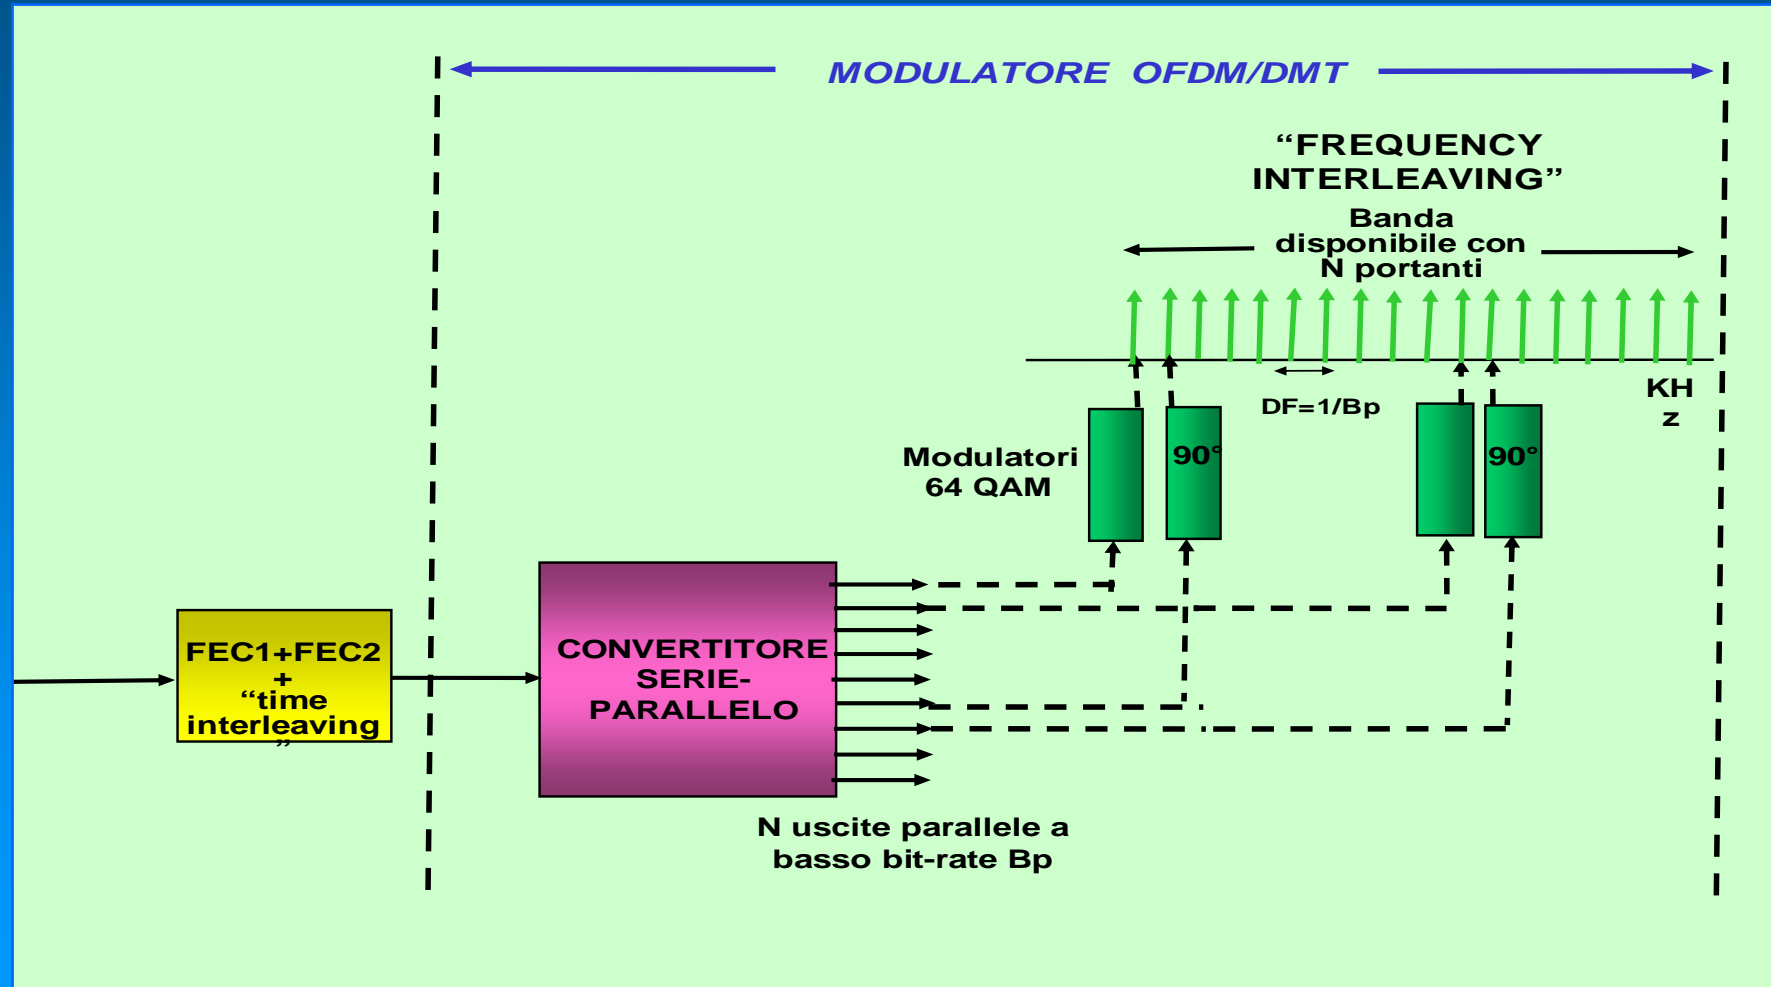 MODULATORE OFDM/DMT
“FREQUENCY
INTERLEAVING”
Banda
disponibile con
N portanti
KH
z
DF=1/Bp
Modulatori
64 QAM
90°
90°
FEC1+FEC2
+
“time
interleaving
”
CONVERTITORE
SERIE-
PARALLELO
N uscite parallele a
basso bit-rate Bp